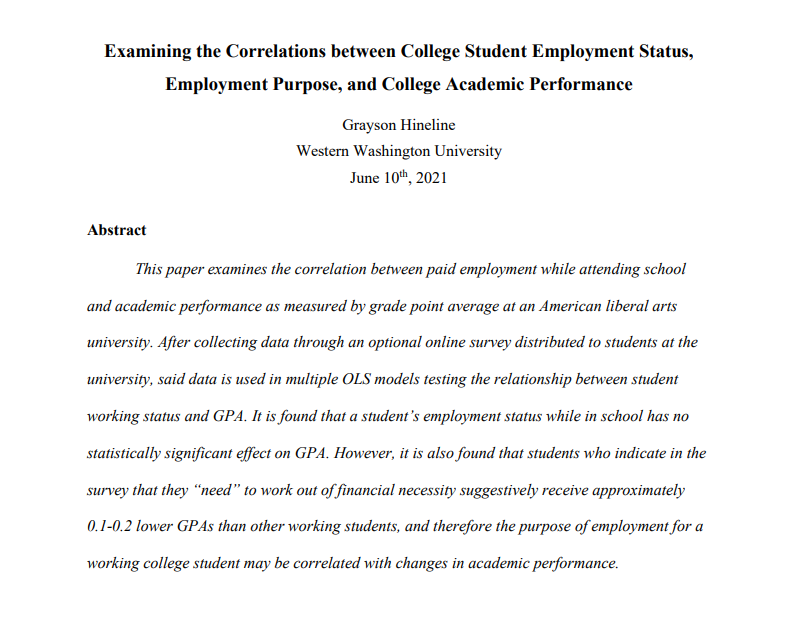 Examining the Correlations between College Student Employment Status,
Employment Purpose, and College Academic Performance
Grayson Hineline
Western Washington University
June 10th, 2021
Abstract
This paper examines the correlation between paid employment while attending school
and academic performance as measured by grade point average at an American liberal arts
university. After collecting data through an optional online survey distributed to students at the
university, said data is used in multiple OLS models testing the relationship between student
working status and GPA. It is found that a student’s employment status while in school has no
statistically significant effect on GPA. However, it is also found that students who indicate in the
survey that they “need” to work out of financial necessity suggestively receive approximately
0.1-0.2 lower GPAs than other working students, and therefore the purpose of employment for a
working college student may be correlated with changes in academic performance.